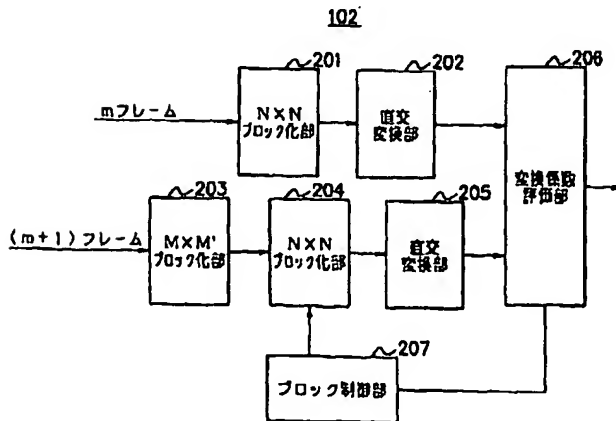 102
201
202
206
mフレーム
N×N
ブロック化部
直交
変換部
変換係数
評価部
203
204
205
(m+1)フレーム
M×M'
ブロック化部
N×N
ブロック化部
直交
変換部
207
ブロック制御部